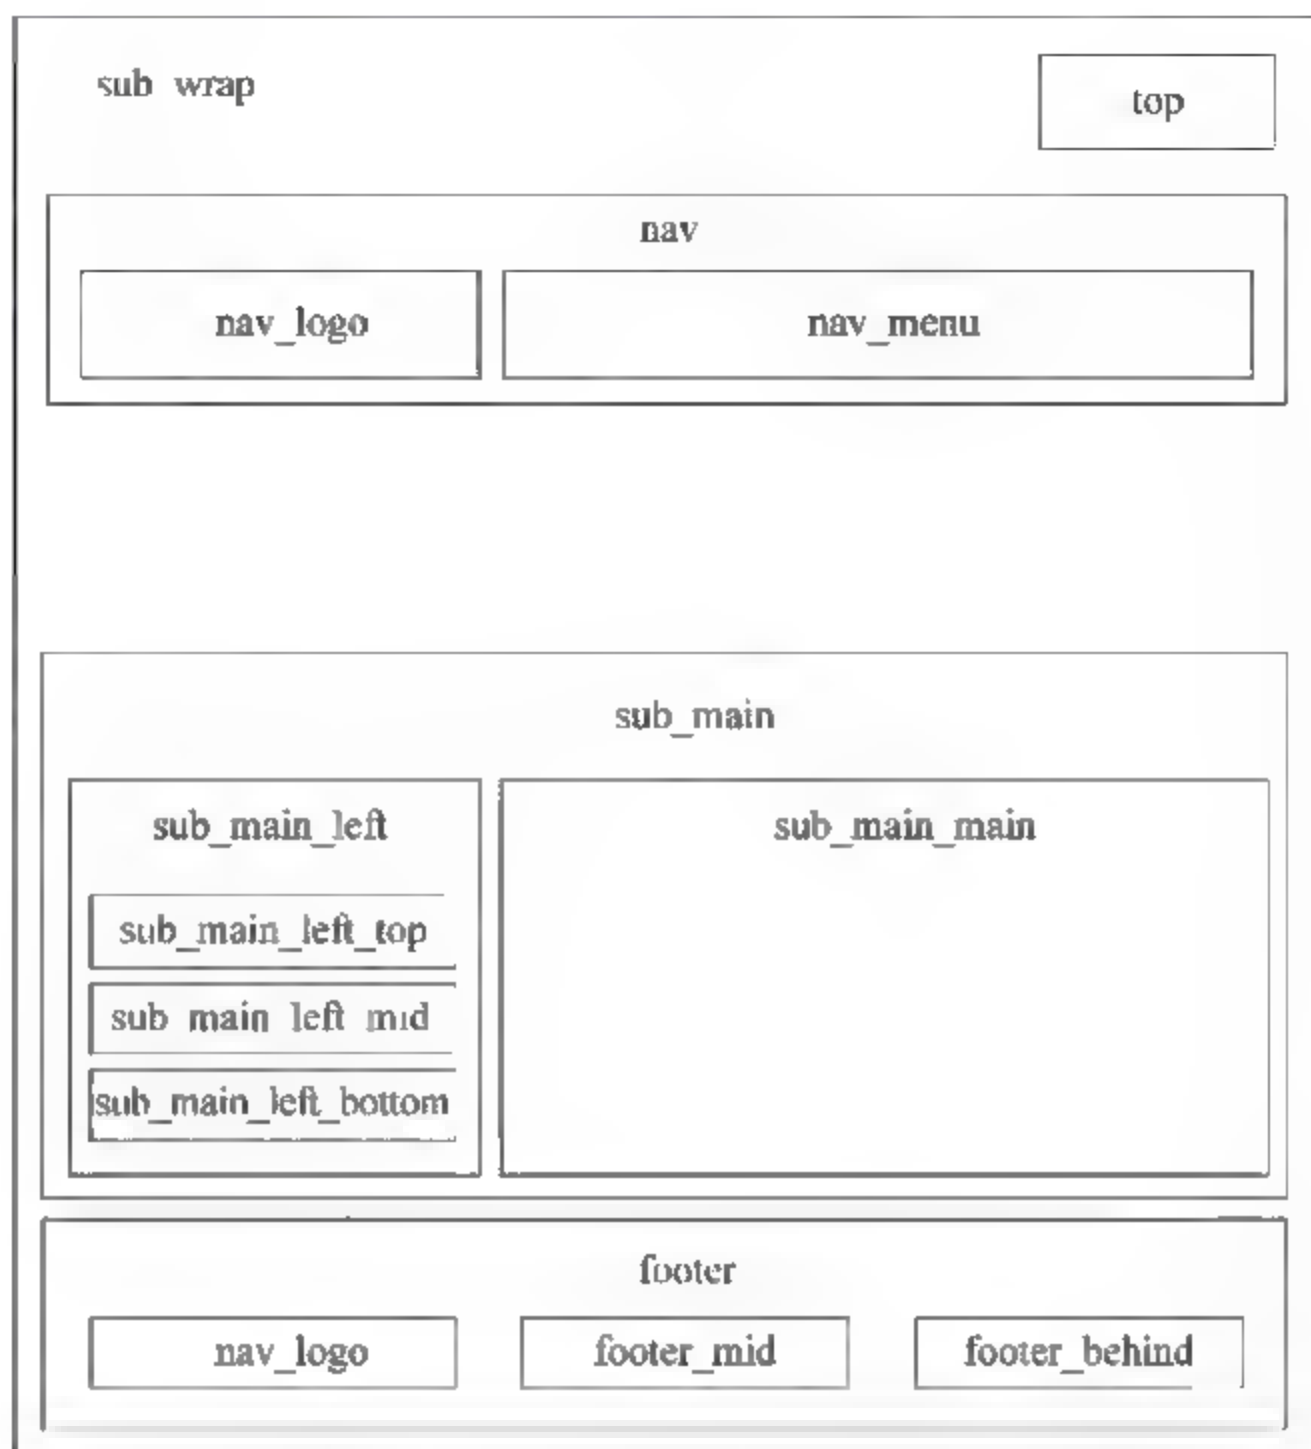 sub wrap
top
nav
nav_logo
nav_menu
sub_main
sub_main_left
sub_main_main
sub_main_left_top
sub main left mid
sub_main_left_bottom
footer
nav_logo
footer_mid
footer_behind